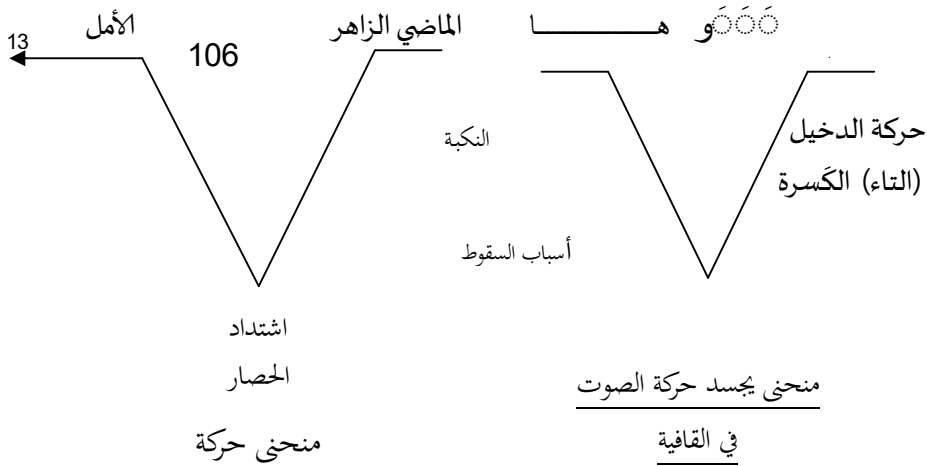 َ◌َ◌َو هـــــــــــا
الماضي الزاهر
الأمل
13
106
حركة الدخيل
(التاء) الكَسرة
النكبة
أسباب السقوط
اشتداد
الحصار
منحنى يجسد حركة الصوت
في القافية
منحنى حركة